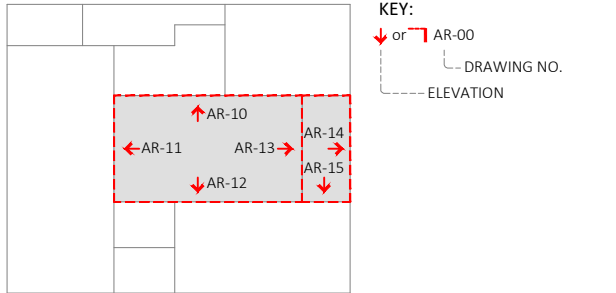 KEY:
or AR-00
DRAWING NO.
ELEVATION
AR-10
AR-14
AR-11 AR-13
AR-15
AR-12